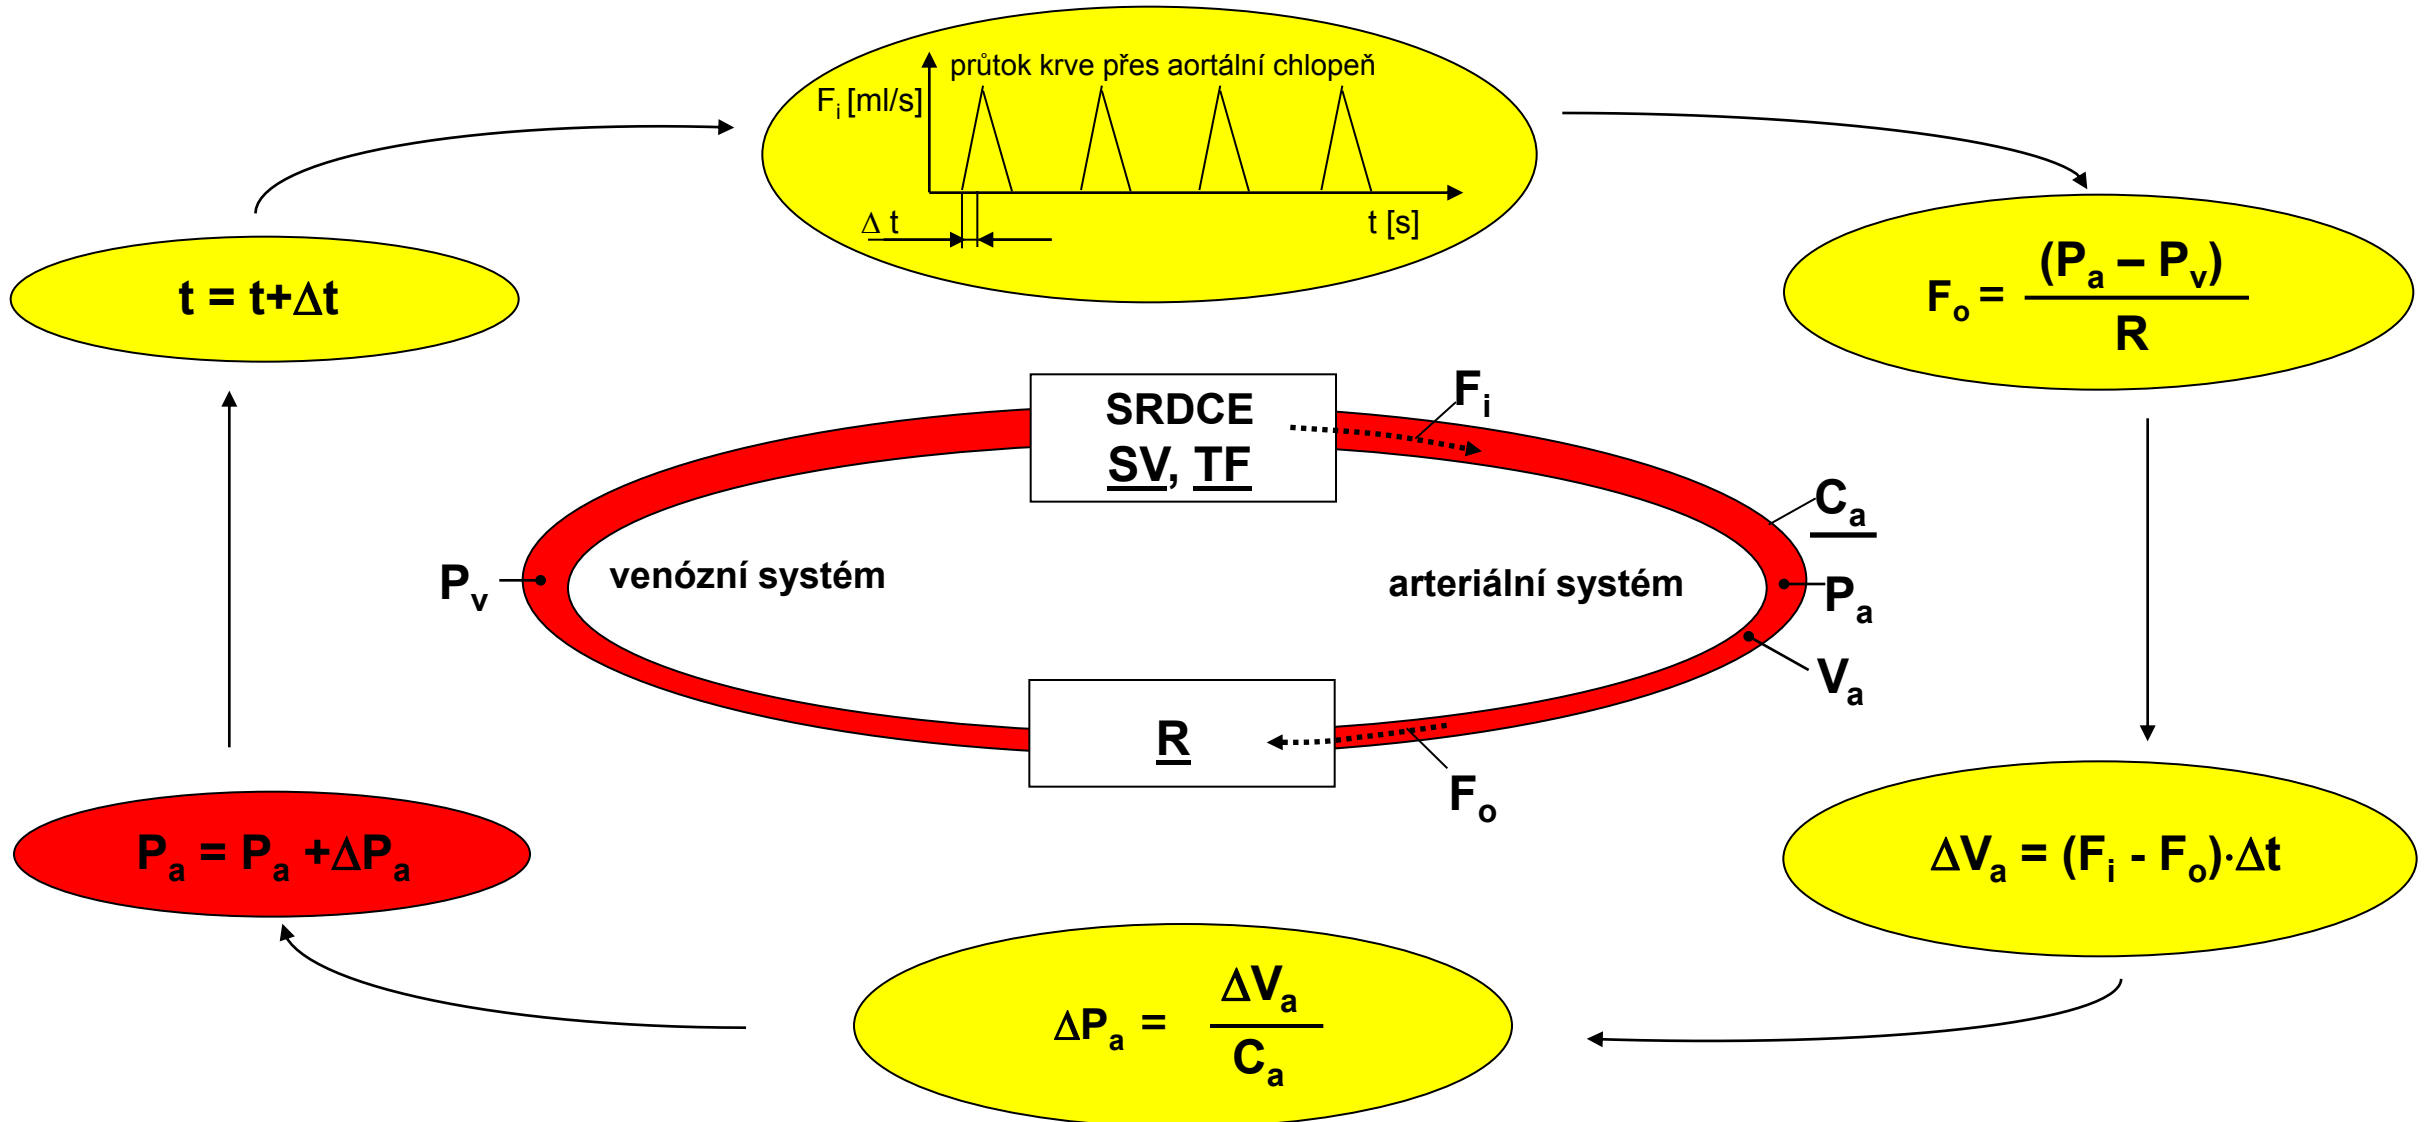 průtok krve přes aortální chlopeň
Fi [ml/s]
Δ t
t [s]
t = t+Δt
Fo = (Pa – Pv)
R
SRDCE
SV, TF
Fi
Ca
Pv
venózní systém
arteriální systém
Pa
Va
R
Fo
Pa = Pa +ΔPa
ΔVa = (Fi - Fo)·Δt
ΔPa = ΔVa
Ca